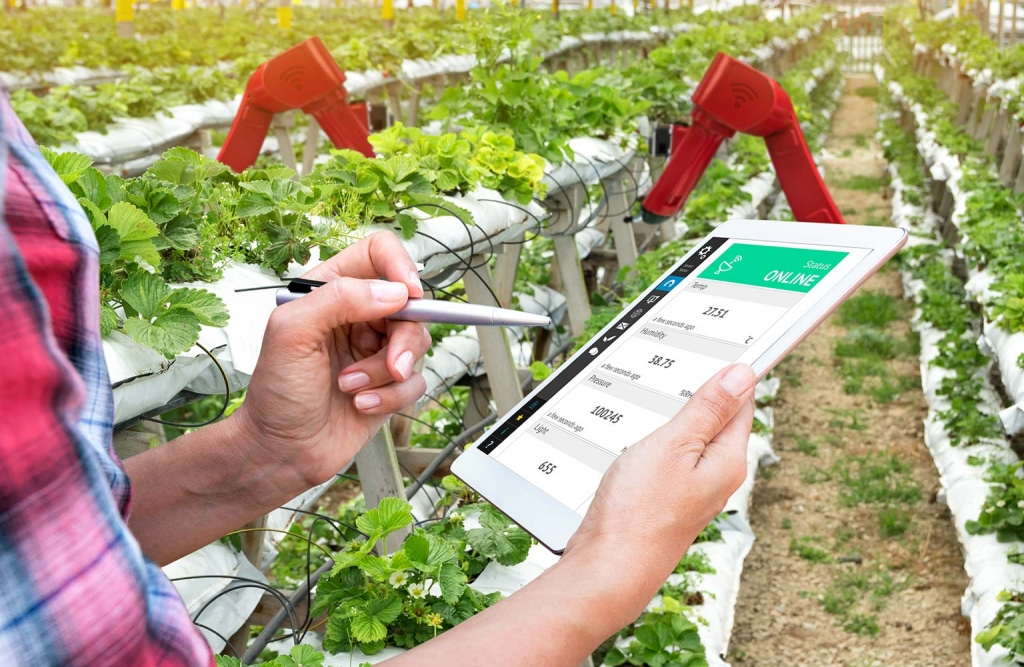 Status
ONLINE
Temp
27.51
a few seconds ago
°C
Humidity
38.75
a few seconds ago
%RH
Pressure
100245
a few seconds ago
Light
655